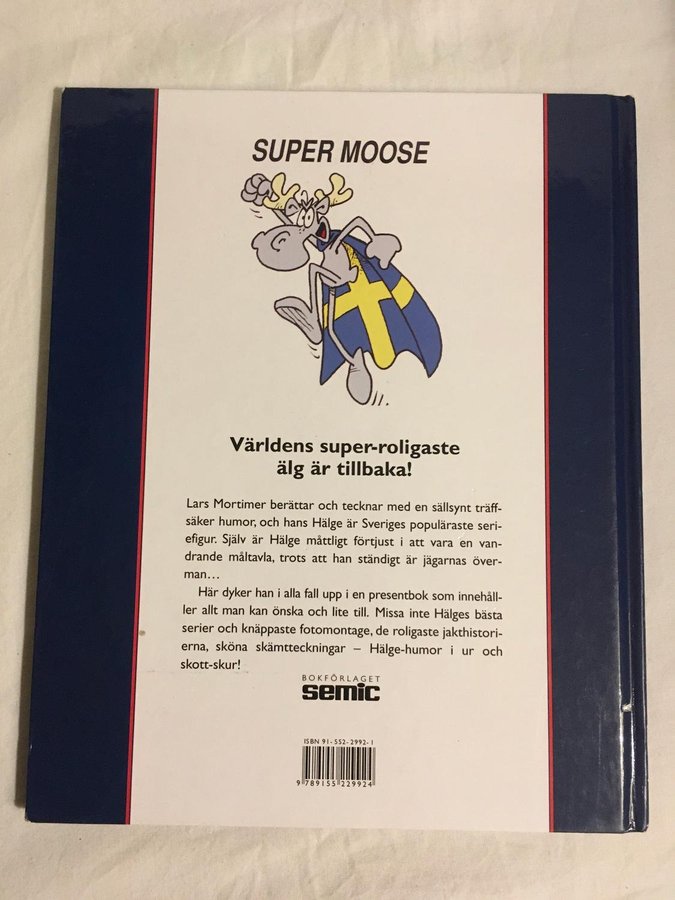 SUPER MOOSE
Världens super-roligaste
älg är tillbaka!
Lars Mortimer berättar och tecknar med en sällsynt träff-
säker humor, och hans Hälge är Sveriges populäraste serie-
figur. Själv är Hälge måttligt förtjust i att vara en van-
drande måltavla, trots att han ständigt är jägarnas över-
man...
Här dyker han i alla fall upp i en presentbok som innehåll-
ler allt man kan önska och lite till. Missa inte Hälges bästa
serier och knäppaste fotomontage, de roligaste jakthistori-
erna, sköna skämtteckningar – Hälge-humor i ur och
skott-skur!
BOKFÖRLAGET
semic
ISBN 91-552-2992-1
9 789155 229924